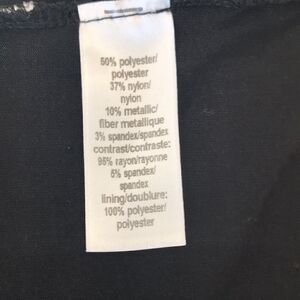 50% polyester/
polyester
37% nylon/
nylon
10% metallic/
fiber metallique
3% spandex/spandex
contrast/contraste:
95% rayon/rayonne
5% spandex/
spandex
lining/doublure:
100% polyester/
polyester